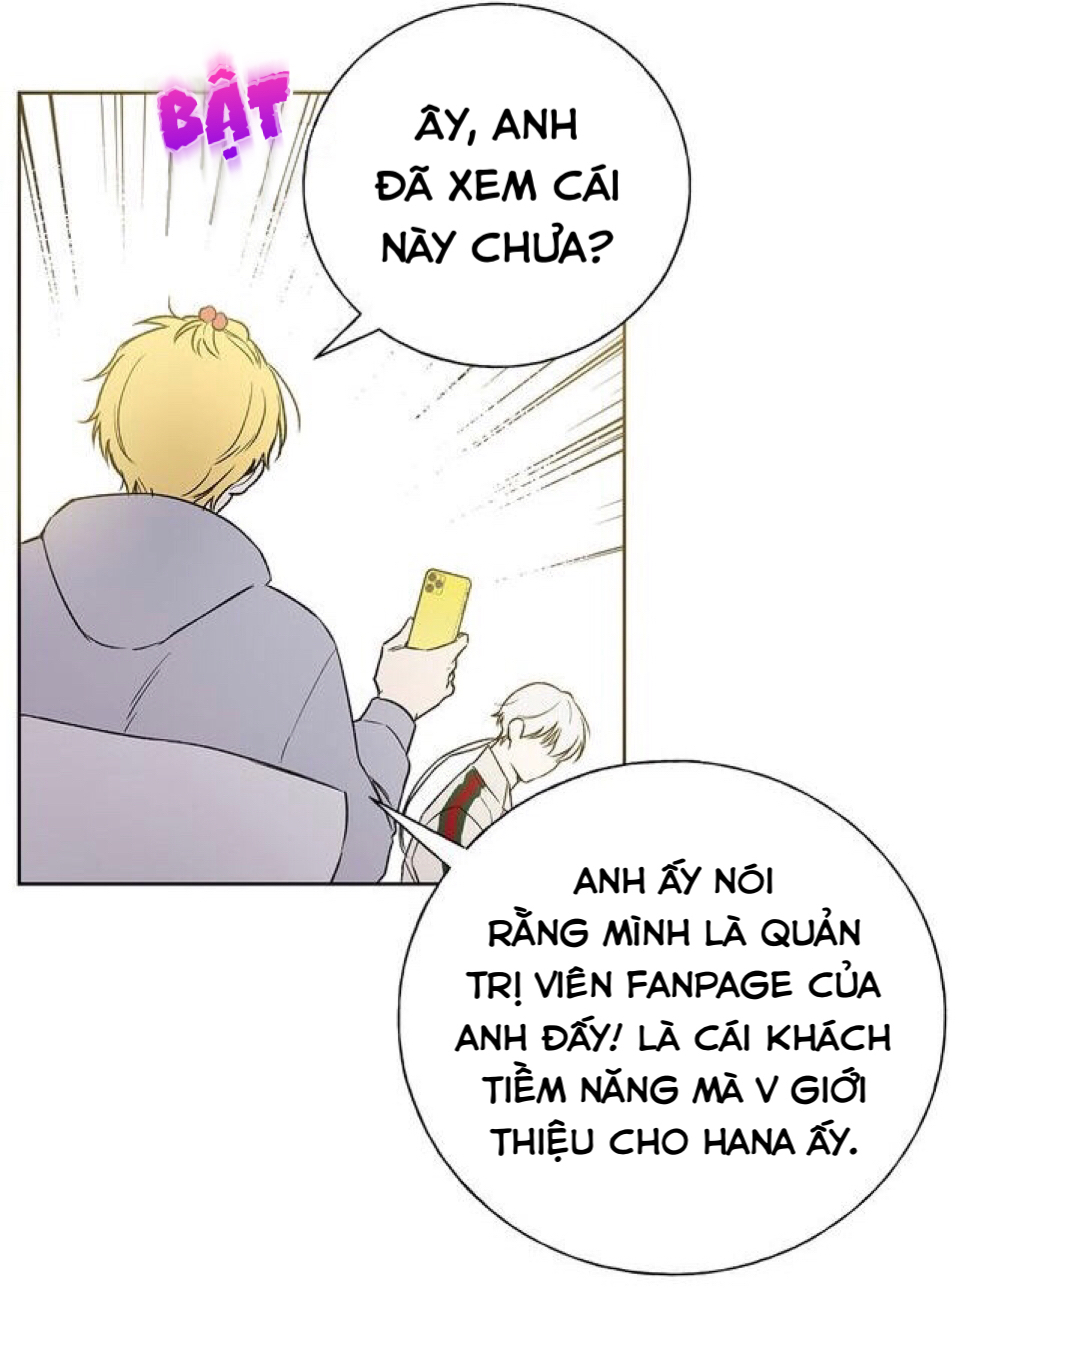 BẬT
ÂY, ANH
ĐÃ XEM CÁI
NÀY CHƯA?
ANH ẤY NÓI
RẰNG MÌNH LÀ QUẢN
TRỊ VIÊN FANPAGE CỦA
ANH ĐẤY! LÀ CÁI KHÁCH
TIỀM NĂNG MÀ V GIỚI
THIỆU CHO HANA ẤY.